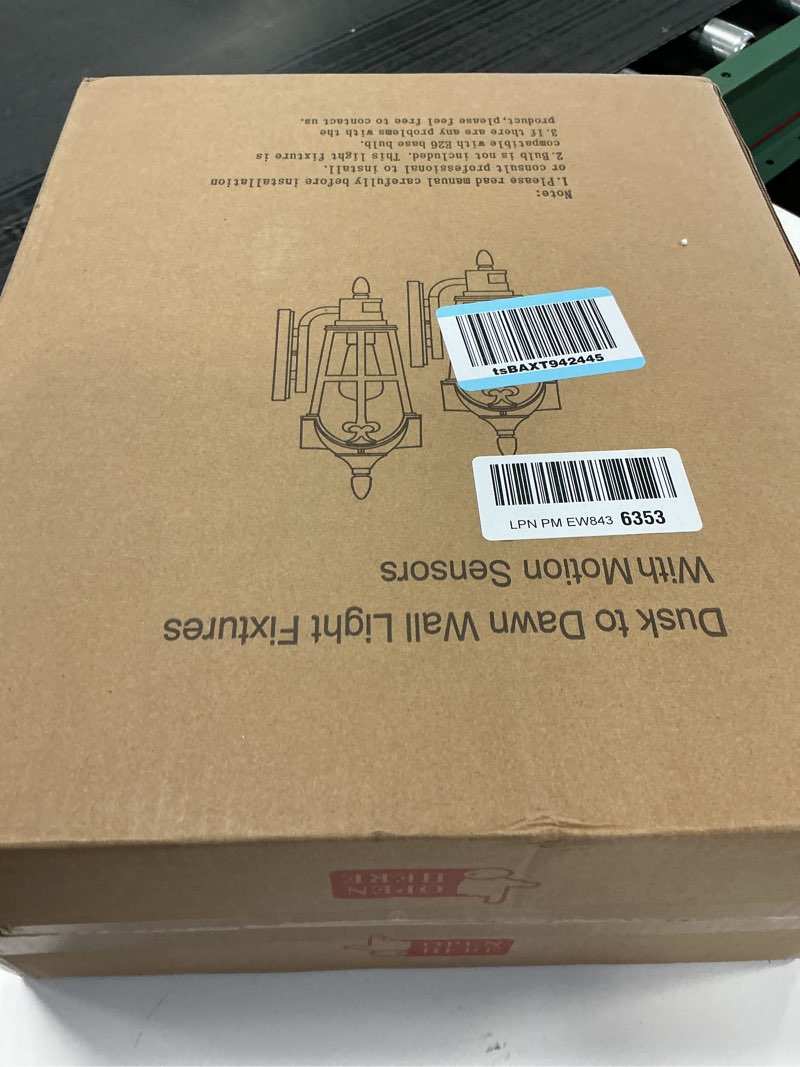 Dusk to Dawn Wall Light Fixtures
With Motion Sensors
LPN PM EW843 6353
tsBAXT942445
Note:
1.Please read manual carefully before installation
or consult professional to install.
2.Bulb is not included. This light fixture is
compatible with E26 base bulb.
3.If there are any problems with the
product,please feel free to contact us.
OPEN
HERE
OPEN
HERE